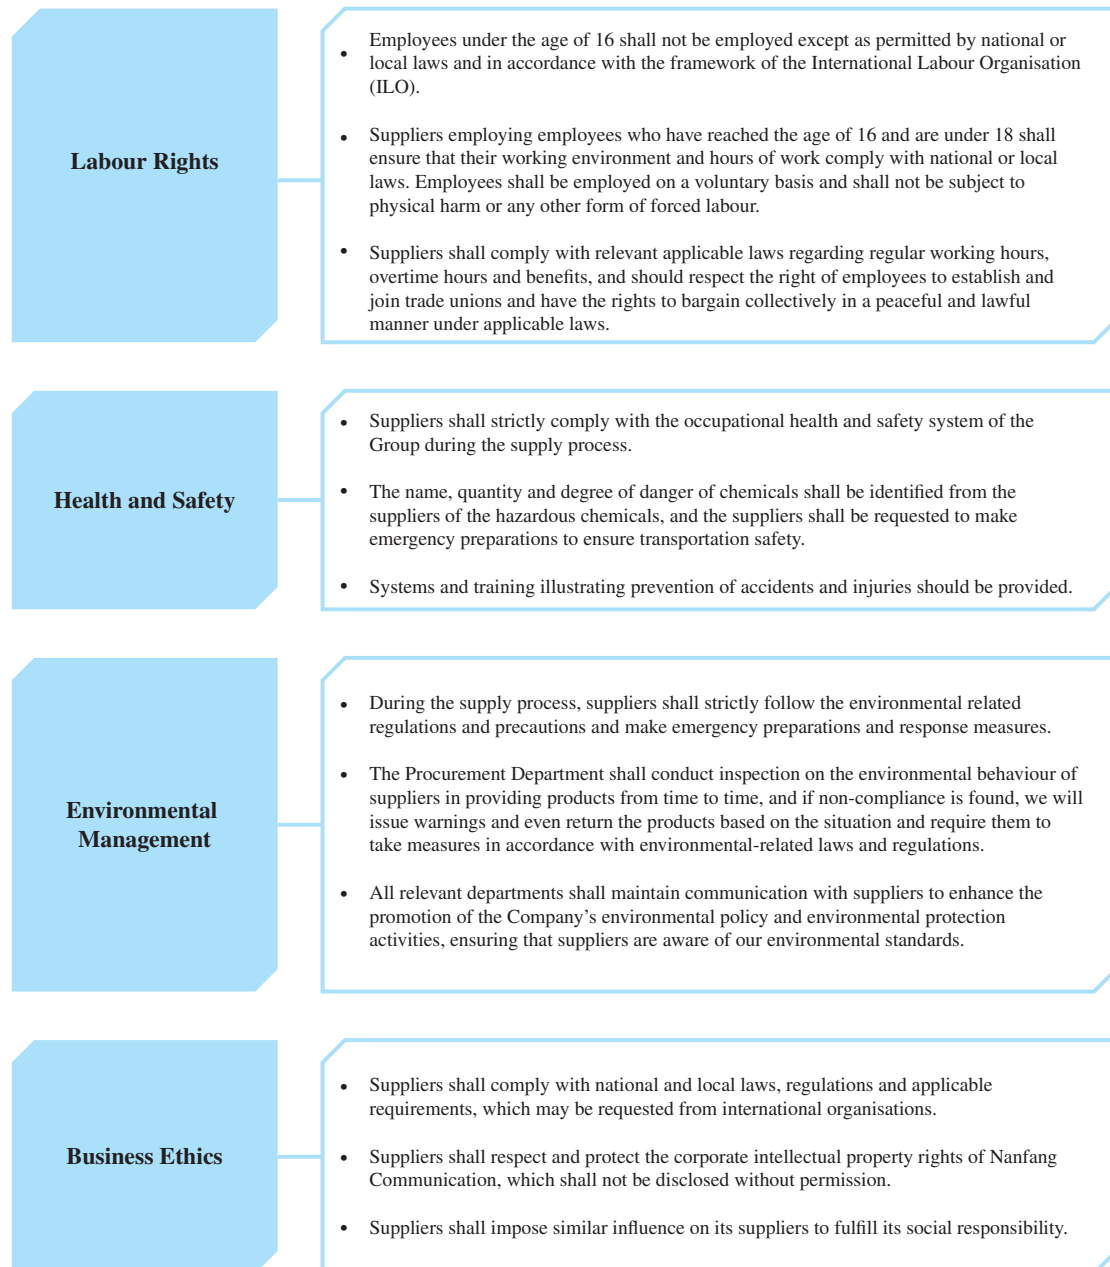 Labour Rights
• Employees under the age of 16 shall not be employed except as permitted by national or
local laws and in accordance with the framework of the International Labour Organisation
(ILO).
• Suppliers employing employees who have reached the age of 16 and are under 18 shall
ensure that their working environment and hours of work comply with national or local
laws. Employees shall be employed on a voluntary basis and shall not be subject to
physical harm or any other form of forced labour.
• Suppliers shall comply with relevant applicable laws regarding regular working hours,
overtime hours and benefits, and should respect the right of employees to establish and
join trade unions and have the rights to bargain collectively in a peaceful and lawful
manner under applicable laws.
Health and Safety
• Suppliers shall strictly comply with the occupational health and safety system of the
Group during the supply process.
• The name, quantity and degree of danger of chemicals shall be identified from the
suppliers of the hazardous chemicals, and the suppliers shall be requested to make
emergency preparations to ensure transportation safety.
• Systems and training illustrating prevention of accidents and injuries should be provided.
Environmental
Management
• During the supply process, suppliers shall strictly follow the environmental related
regulations and precautions and make emergency preparations and response measures.
• The Procurement Department shall conduct inspection on the environmental behaviour of
suppliers in providing products from time to time, and if non-compliance is found, we will
issue warnings and even return the products based on the situation and require them to
take measures in accordance with environmental-related laws and regulations.
• All relevant departments shall maintain communication with suppliers to enhance the
promotion of the Company's environmental policy and environmental protection
activities, ensuring that suppliers are aware of our environmental standards.
Business Ethics
• Suppliers shall comply with national and local laws, regulations and applicable
requirements, which may be requested from international organisations.
• Suppliers shall respect and protect the corporate intellectual property rights of Nanfang
Communication, which shall not be disclosed without permission.
• Suppliers shall impose similar influence on its suppliers to fulfill its social responsibility.